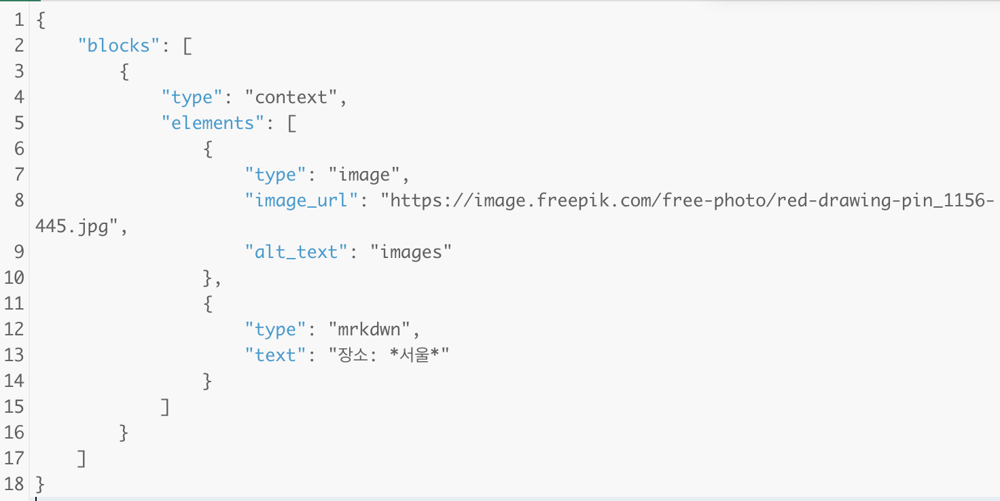 1 {
2     "blocks": [
3         {
4             "type": "context",
5             "elements": [
6                 {
7                     "type": "image",
8                     "image_url": "https://image.freepik.com/free-photo/red-drawing-pin_1156-
445.jpg",
9                     "alt_text": "images"
10                 },
11                 {
12                     "type": "mrkdwn",
13                     "text": "장소: *서울*"
14                 }
15             ]
16         }
17     ]
18 }